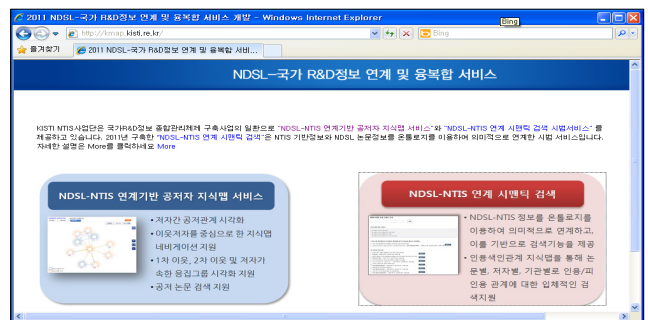 2011 NDSL-국가 R&D정보 연계 및 융복합 서비스 개발 - Windows Internet Explorer
Bing
http://kmap.kisti.re.kr/
Bing
즐겨찾기
2011 NDSL-국가 R&D정보 연계 및 융복합 서비...
NDSL-국가 R&D정보 연계 및 융복합 서비스
KISTI NTIS사업단은 국가R&D정보 종합관리체제 구축사업의 일환으로 "NDSL-NTIS 연계기반 공저자 지식맵 서비스"와 "NDSL-NTIS 연계 시맨틱 검색 시범서비스" 를
제공하고 있습니다. 2011년 구축한 "NDSL-NTIS 연계 시맨틱 검색"은 NTIS 기반정보와 NDSL 논문정보를 온톨로지를 이용하여 의미적으로 연계한 시범 서비스입니다.
자세한 설명은 More를 클릭하세요 More
NDSL-NTIS 연계기반 공저자 지식맵 서비스
• 저자간 공저관계 시각화
• 이웃저자를 중심으로한 지식맵
네비게이션 지원
• 1차 이웃, 2차 이웃 및 저자가
속한 응집그룹 시각화 지원
• 공저 논문 검색 지원
NDSL-NTIS 연계 시멘틱 검색
• NDSL-NTIS 정보를 온톨로지를
이용하여 의미적으로 연계하고,
이를 기반으로 검색기능을 제공
• 인용색인관계 지식맵을 통해 논
문별, 저자별, 기관별로 인용/피
인용 관계에 대한 입체적인 검
색지원